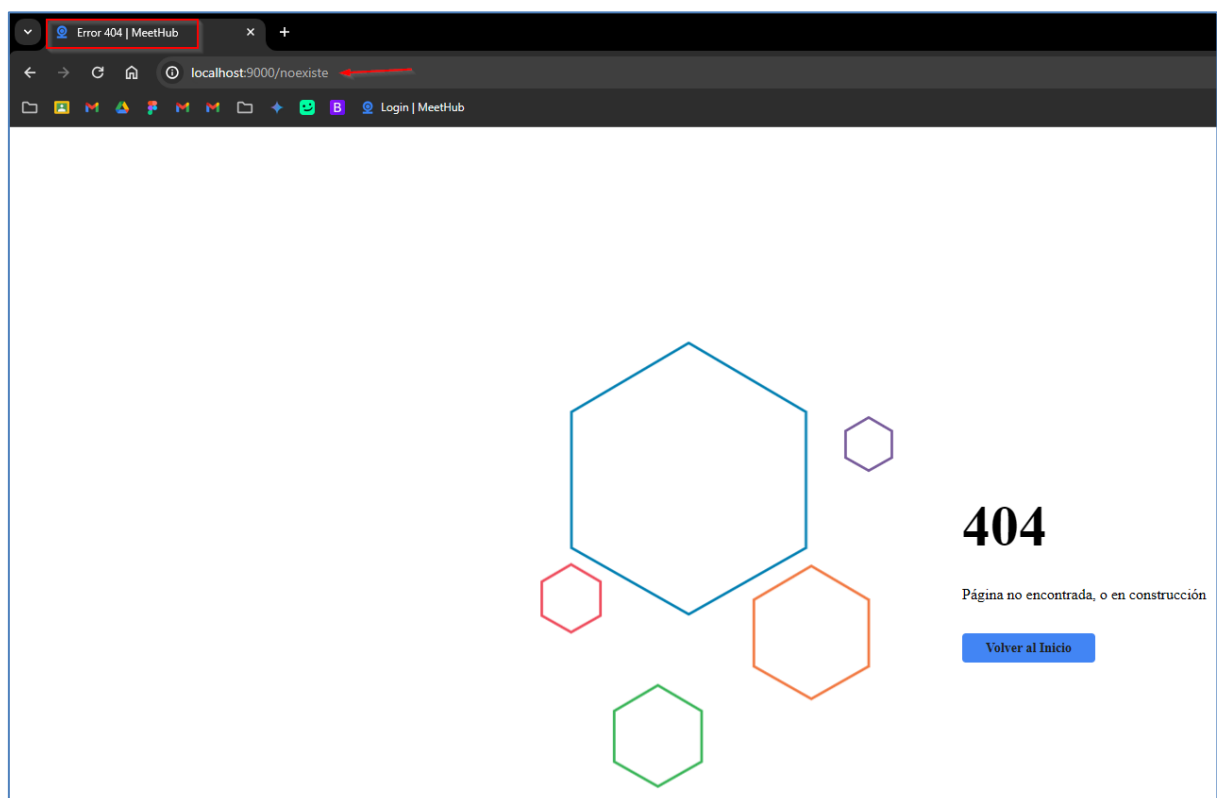 Error 404 | MeetHub
localhost:9000/noexiste
B
Login | MeetHub
404
Página no encontrada, o en construcción
Volver al Inicio